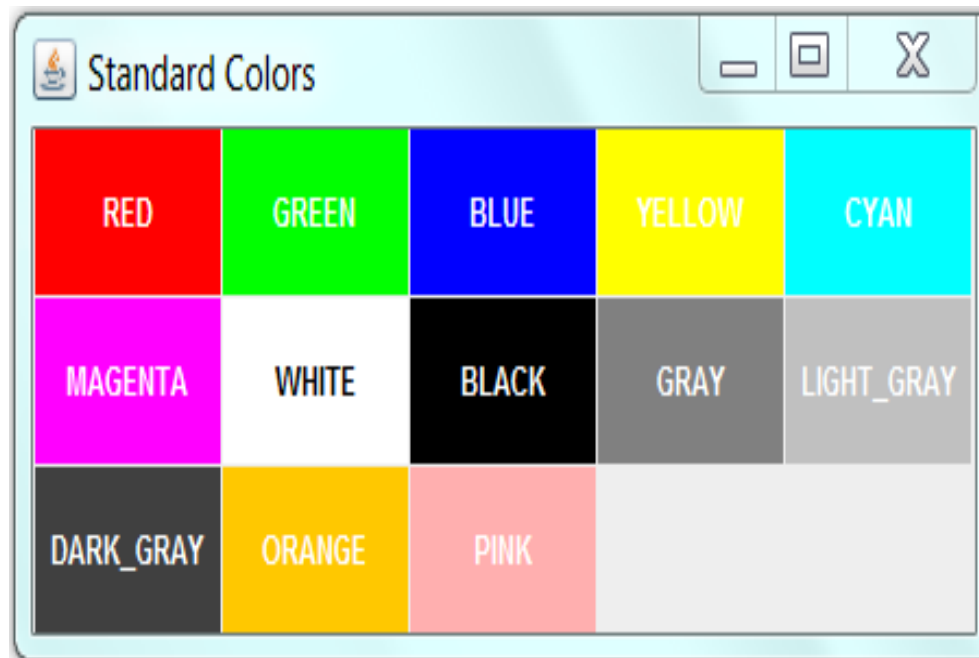 Standard Colors
RED GREEN BLUE YELLOW CYAN
MAGENTA WHITE BLACK GRAY LIGHT_GRAY
DARK_GRAY ORANGE PINK